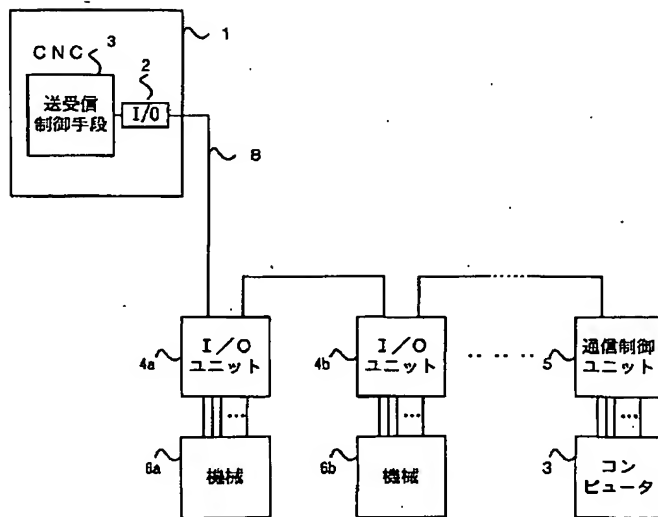 1
CNC
3
2
送受信
制御手段
I/O
8
4a
I/O
ユニット
4b
I/O
ユニット
5
通信制御
ユニット
6a
機械
6b
機械
3
コン
ピュータ